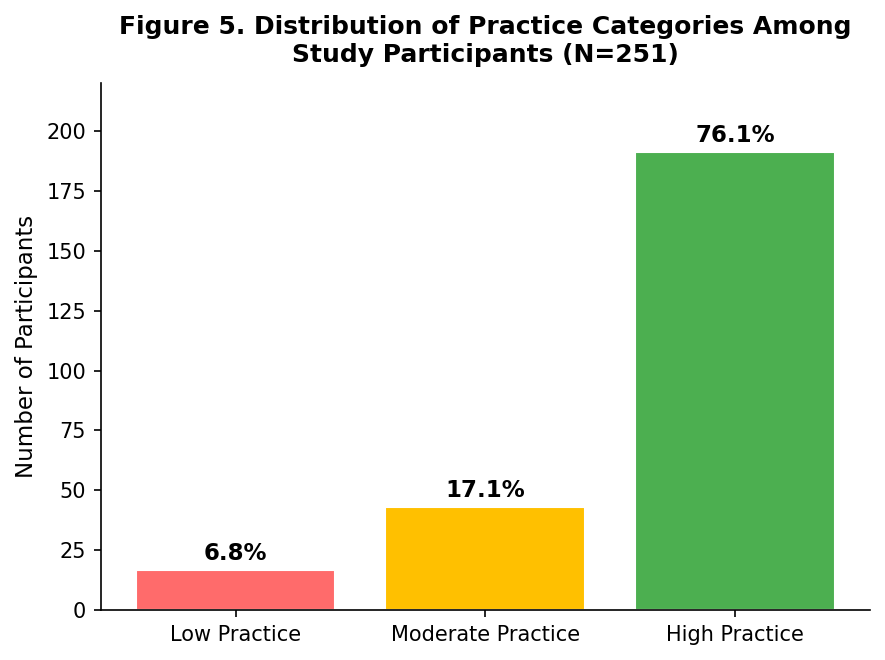 Figure 5. Distribution of Practice Categories Among
Study Participants (N=251)
Number of Participants
200
175
150
125
100
75
50
25
0
6.8%
17.1%
76.1%
Low Practice
Moderate Practice
High Practice